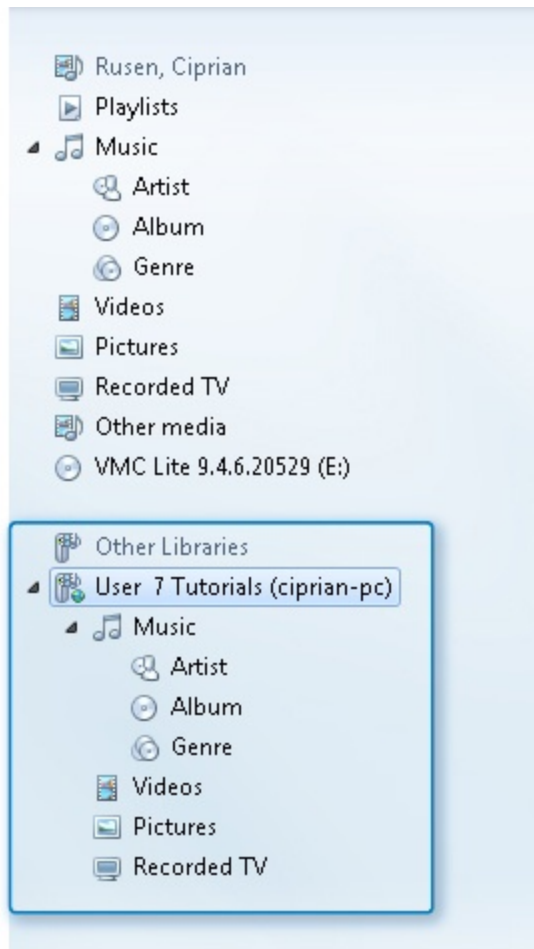 Rusen, Ciprian
Playlists
Music
Artist
Album
Genre
Videos
Pictures
Recorded TV
Other media
VMC Lite 9.4.6.20529 (E:)
Other Libraries
User 7 Tutorials (ciprian-pc)
Music
Artist
Album
Genre
Videos
Pictures
Recorded TV